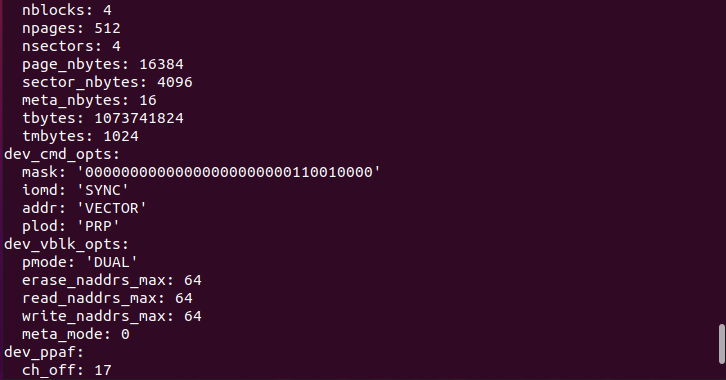 nblocks: 4
npages: 512
nsectors: 4
page_nbytes: 16384
sector_nbytes: 4096
meta_nbytes: 16
tbytes: 1073741824
tmbytes: 1024
dev_cmd_opts:
mask: '00000000000000000000000110010000'
iomd: 'SYNC'
addr: 'VECTOR'
plod: 'PRP'
dev_vblk_opts:
pmode: 'DUAL'
erase_naddrs_max: 64
read_naddrs_max: 64
write_naddrs_max: 64
meta_mode: 0
dev_ppaf:
ch_off: 17